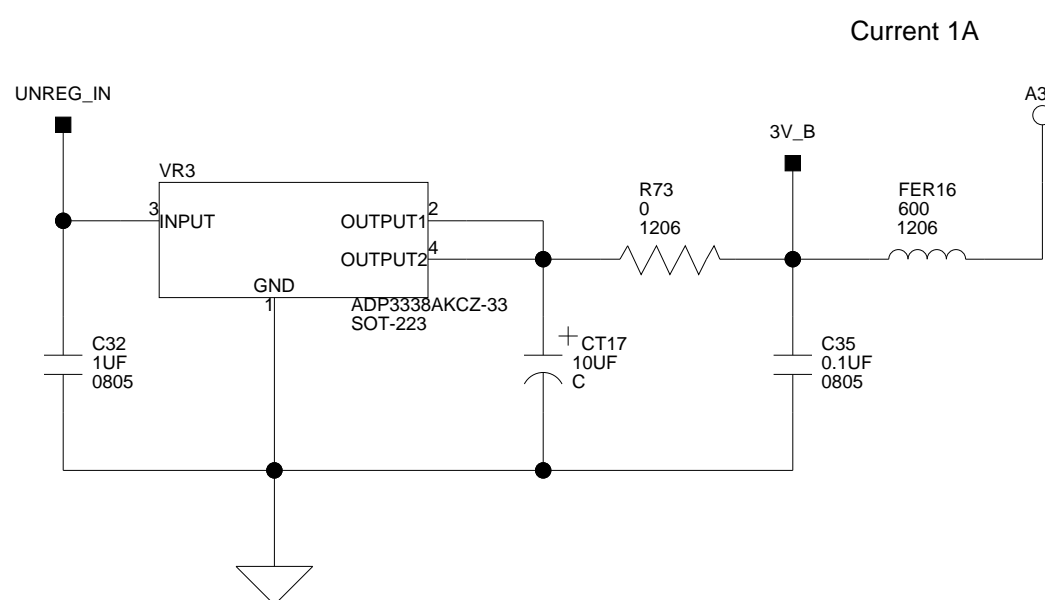 Current 1A
UNREG_IN
A3
3V_B
VR3
R73
0
1206
FER16
600
1206
3
INPUT
OUTPUT1
2
OUTPUT2
4
GND
1
ADP3338AKCZ-33
SOT-223
C32
1UF
0805
+
CT17
10UF
C
C35
0.1UF
0805